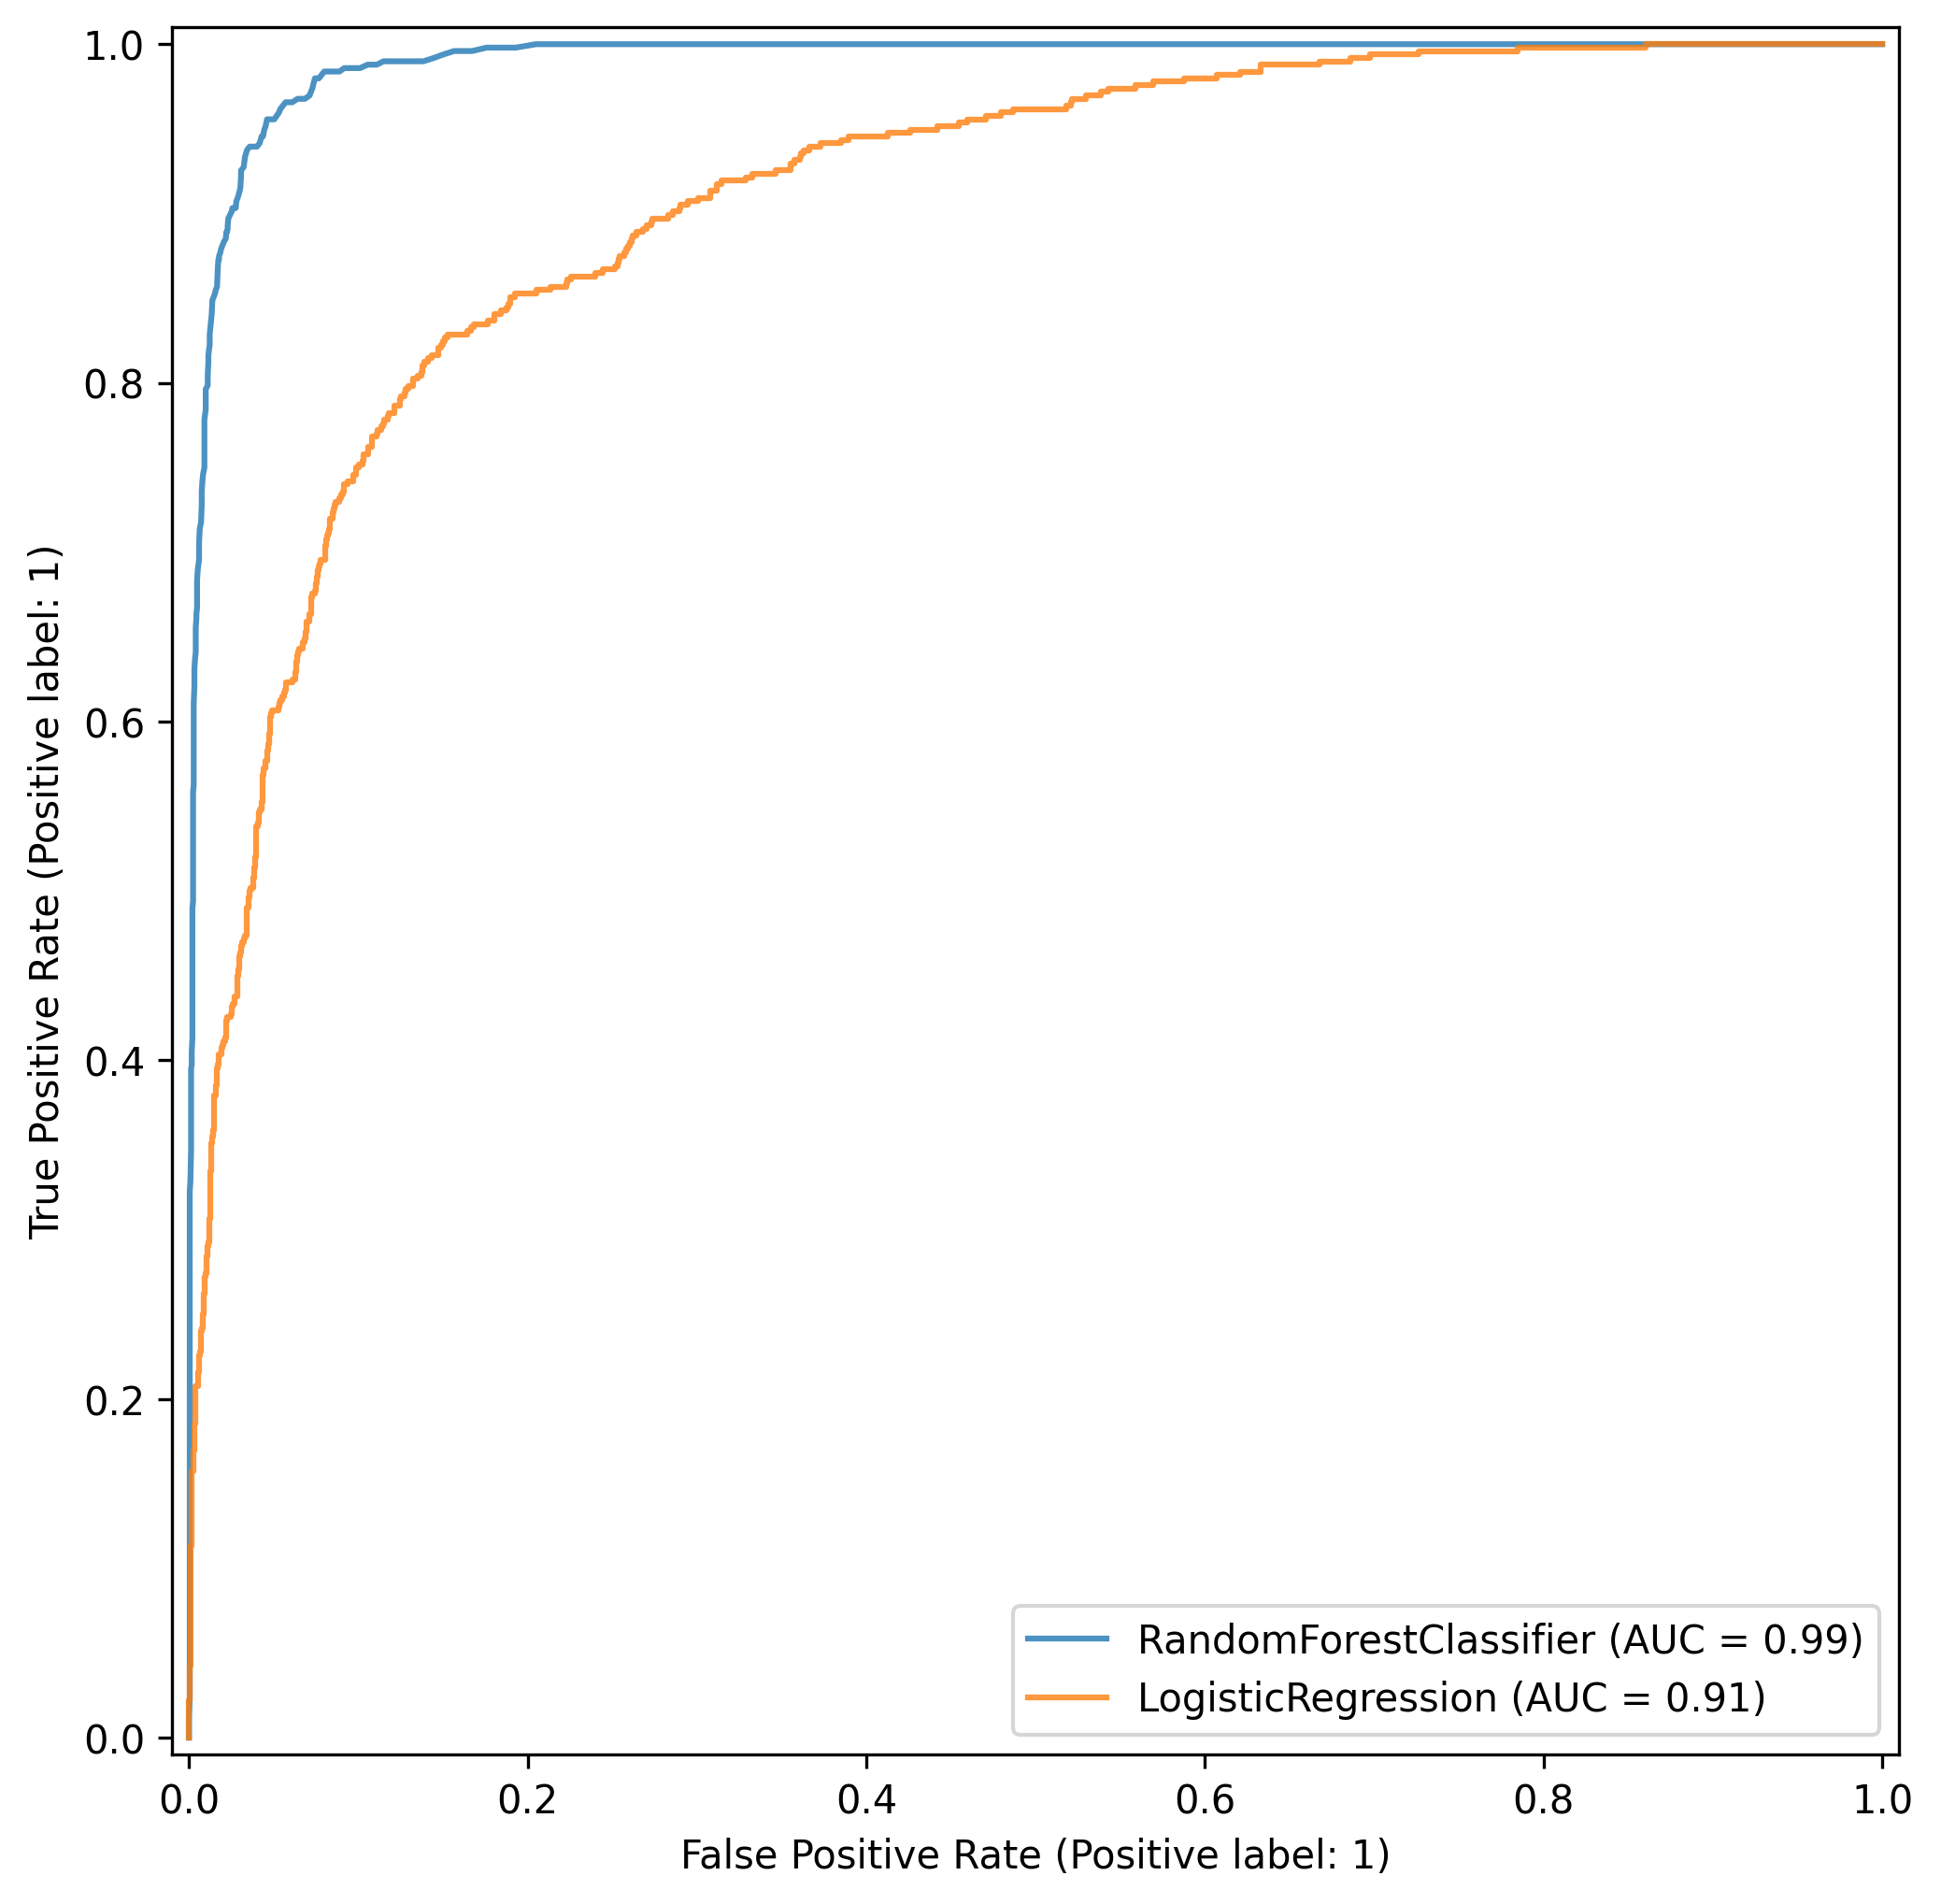 1.0
0.8
0.6
0.4
0.2
0.0
True Positive Rate (Positive label: 1)
RandomForestClassifier (AUC = 0.99)
LogisticRegression (AUC = 0.91)
0.0 0.2 0.4 0.6 0.8 1.0
False Positive Rate (Positive label: 1)